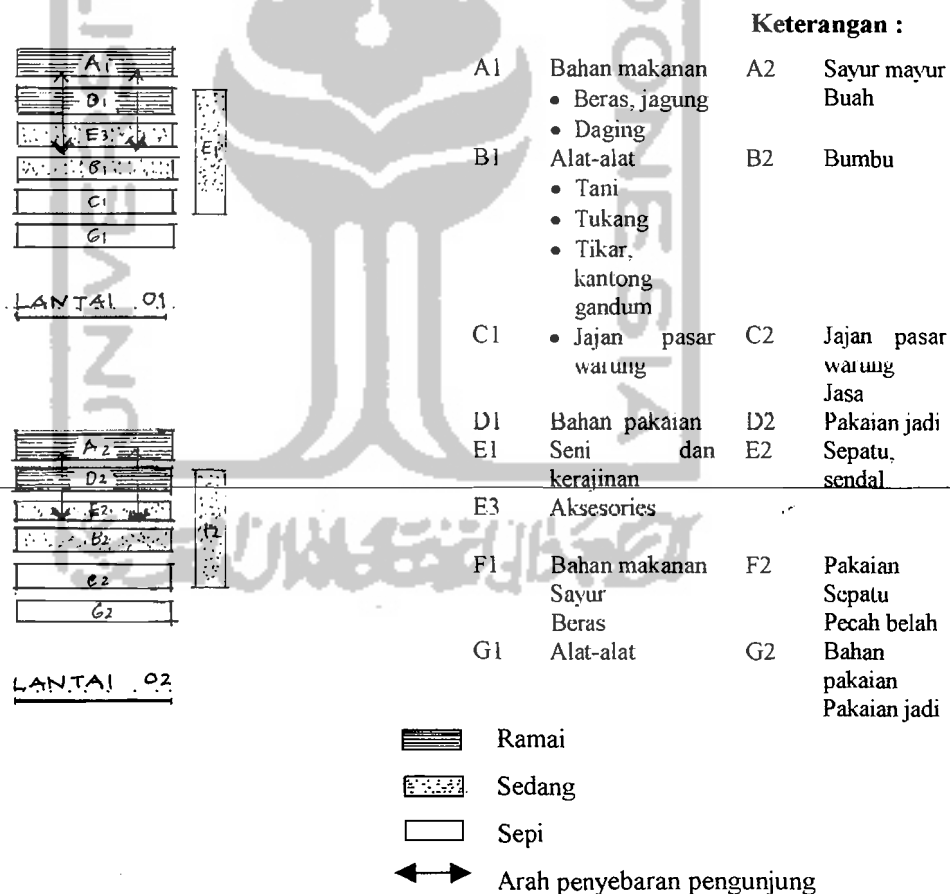 Keterangan :
A1
D1
E3
B1
C1
G1
LANTAI 01
A2
D2
E2
B2
C2
G2
F2
LANTAI 02
A1 Bahan makanan A2 Sayur mayur
• Beras, jagung Buah
• Daging
B1 Alat-alat B2 Bumbu
• Tani
• Tukang
• Tikar,
kantong
gandum
C1 • Jajan pasar C2 Jajan pasar
warung warung
Jasa
D1 Bahan pakaian D2 Pakaian jadi
E1 Seni dan E2 Sepatu,
kerajinan sendal
E3 Aksesories
F1 Bahan makanan F2 Pakaian
Sayur Sepatu
Beras Pecah belah
G1 Alat-alat G2 Bahan
pakaian
Pakaian jadi
Ramai
Sedang
Sepi
Arah penyebaran pengunjung